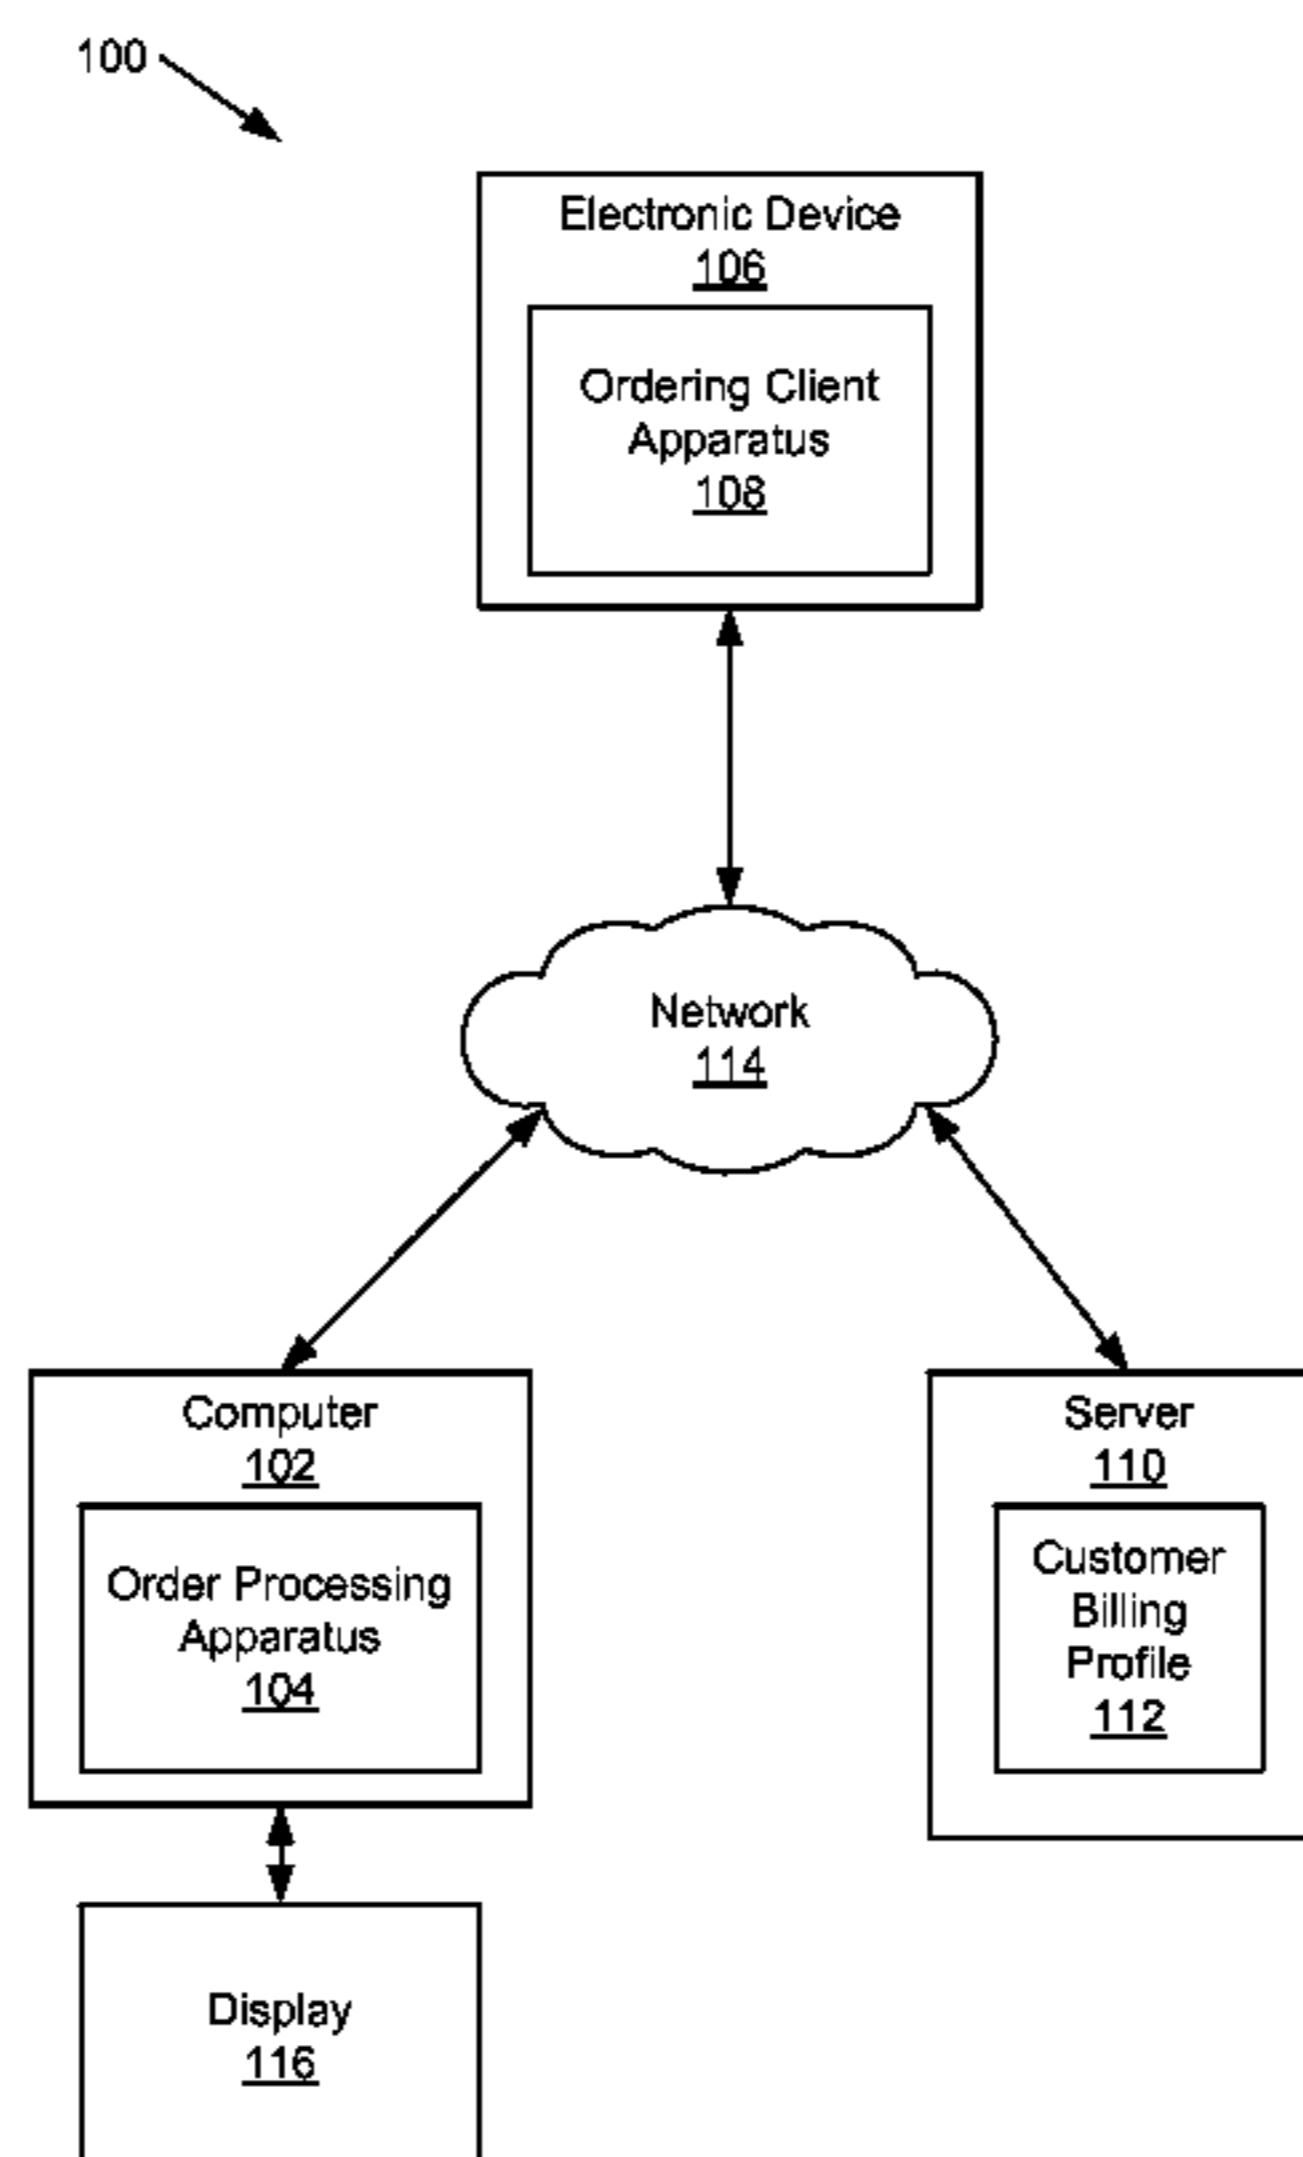 100
Electronic Device
106
Ordering Client
Apparatus
108
Network
114
Computer
102
Order Processing
Apparatus
104
Server
110
Customer
Billing
Profile
112
Display
116